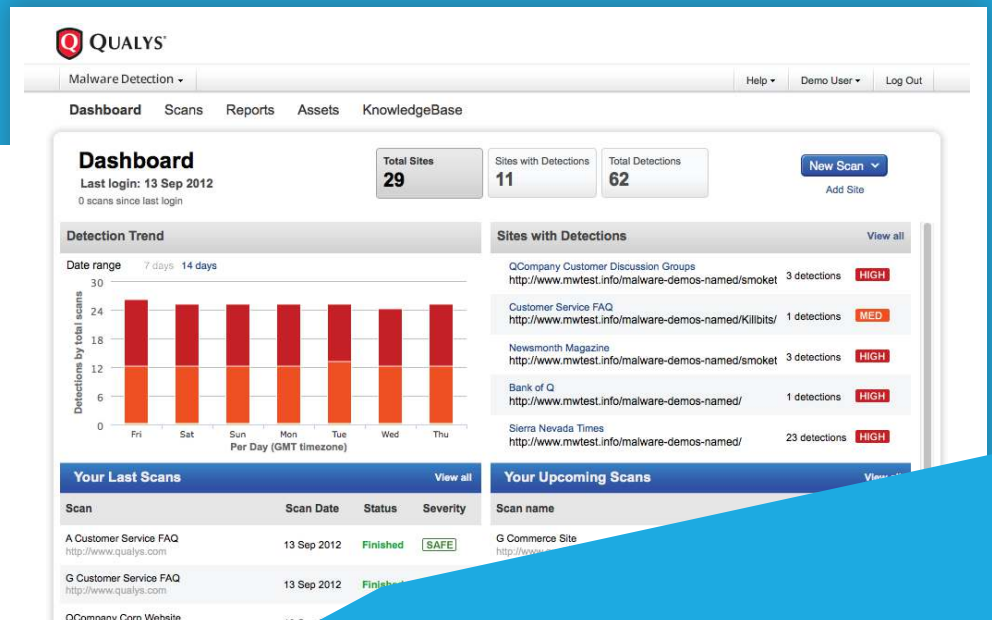 QUALYS
Malware Detection
Help
Demo User
Log Out
Dashboard Scans Reports Assets KnowledgeBase
Dashboard
Last login: 13 Sep 2012
0 scans since last login
Total Sites
29
Sites with Detections
11
Total Detections
62
New Scan
Add Site
Detection Trend
Date range 7 days 14 days
Detections by total scans
30
24
18
12
6
0
Fri Sat Sun Mon Tue Wed Thu
Per Day (GMT timezone)
Sites with Detections View all
QCompany Customer Discussion Groups
http://www.mwtest.info/malware-demos-named/smoket 3 detections HIGH
Customer Service FAQ
http://www.mwtest.info/malware-demos-named/Killbits/ 1 detections MED
Newsmonth Magazine
http://www.mwtest.info/malware-demos-named/smoket 3 detections HIGH
Bank of Q
http://www.mwtest.info/malware-demos-named/ 1 detections HIGH
Sierra Nevada Times
http://www.mwtest.info/malware-demos-named/ 23 detections HIGH
Your Last Scans View all
Scan Scan Date Status Severity
A Customer Service FAQ
http://www.qualys.com
13 Sep 2012 Finished SAFE
G Customer Service FAQ
http://www.qualys.com
13 Sep 2012
QCompany Corp Website
Your Upcoming Scans View
Scan name
G Commerce Site